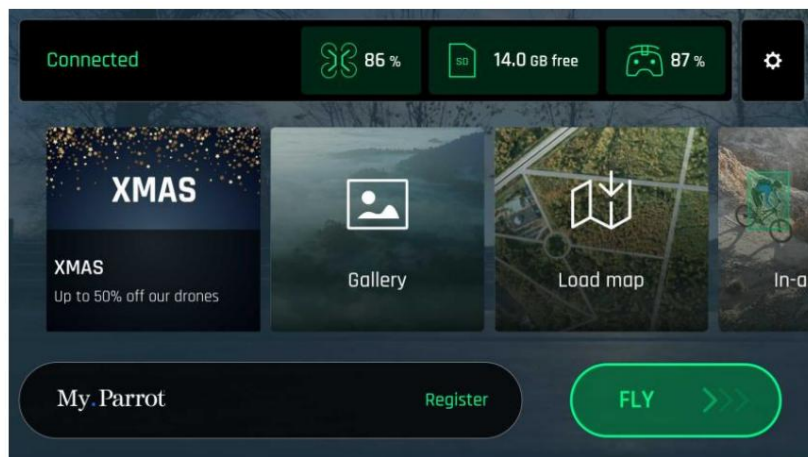 Connected
86 %
SD
14.0 GB free
87 %
XMAS
XMAS
Up to 50% off our drones
Gallery
Load map
In-a
My.Parrot
Register
FLY